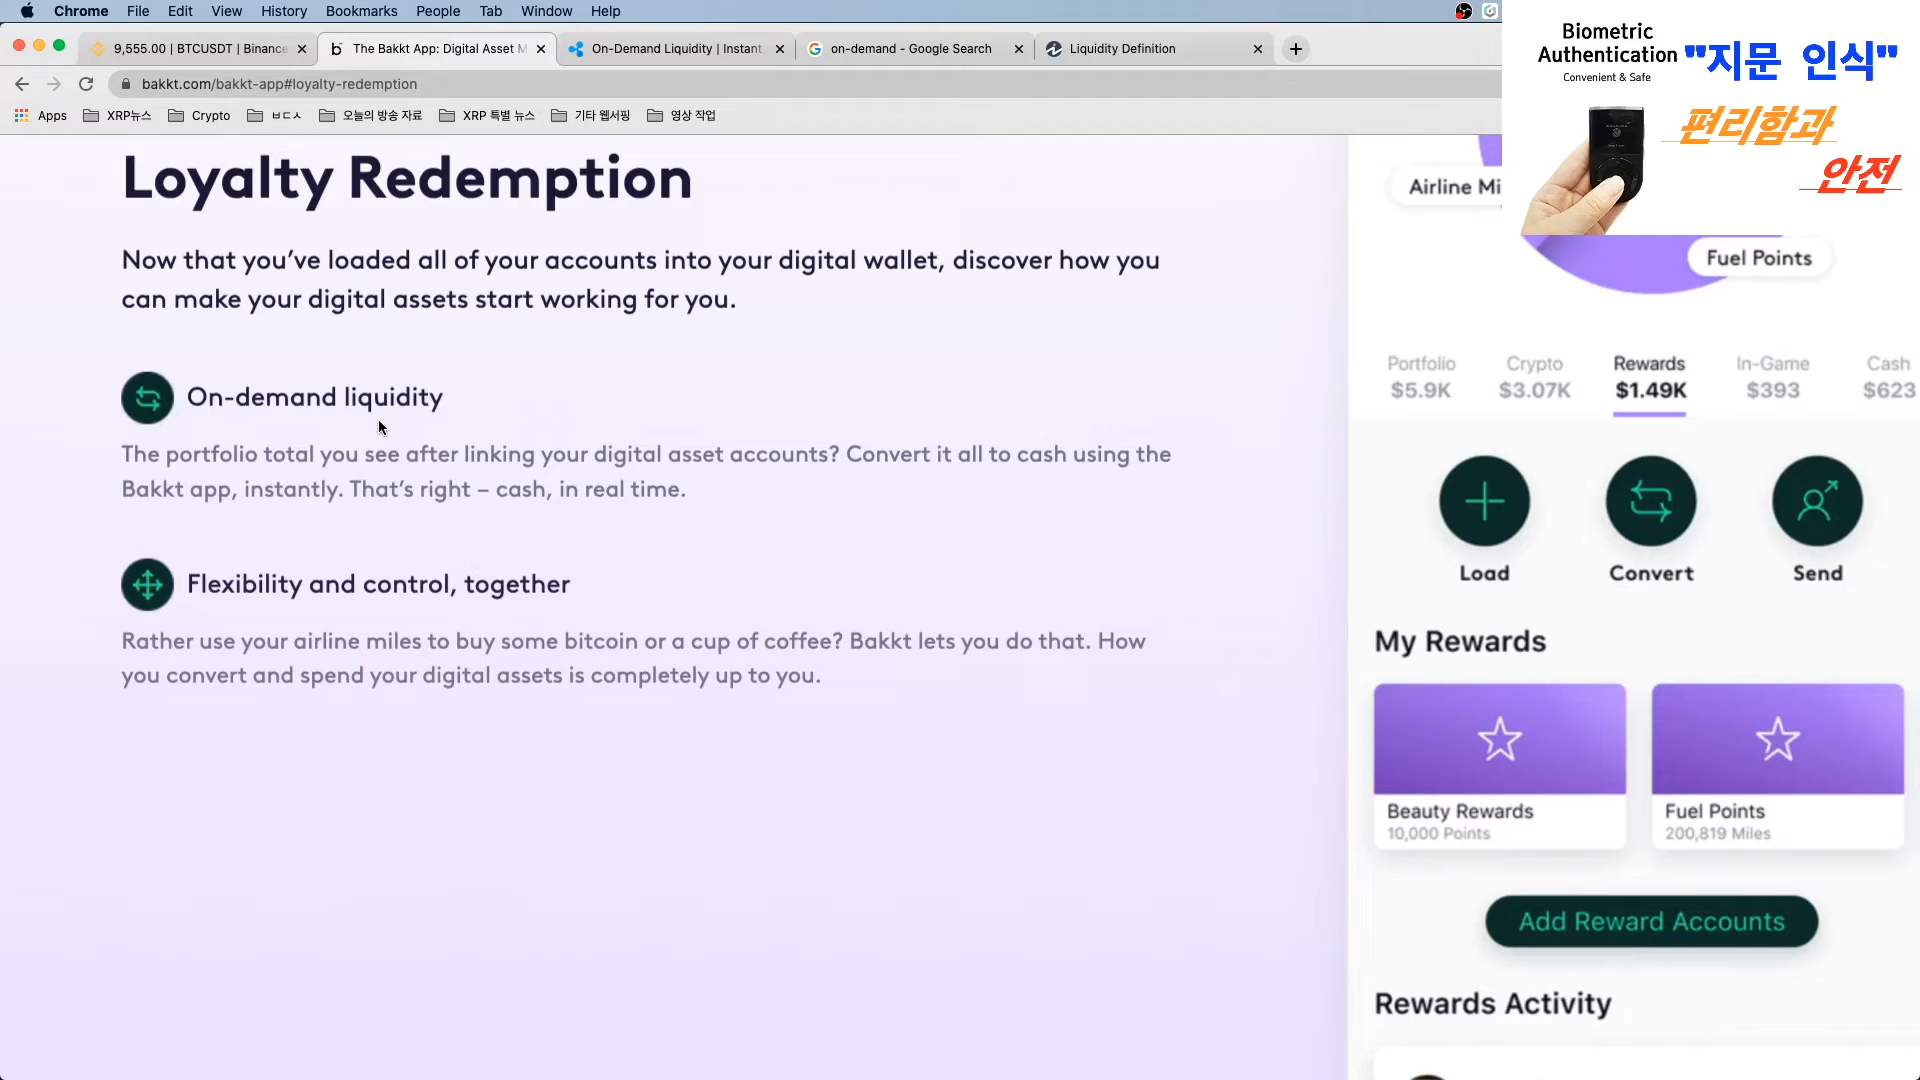 Chrome File Edit View History Bookmarks People Tab Window Help
9,555.00 | BTCUSDT | Binance
The Bakkt App: Digital Asset M
On-Demand Liquidity | Instant
on-demand - Google Search
Liquidity Definition
bakkt.com/bakkt-app#loyalty-redemption
Apps XRP뉴스 Crypto ㅂㄷㅅ 오늘의 방송 자료 XRP 특별 뉴스 기타 웹서핑 영상 작업
Biometric
Authentication
Convenient & Safe
"지문 인식"
편리함과
안전
Loyalty Redemption
Now that you’ve loaded all of your accounts into your digital wallet, discover how you
can make your digital assets start working for you.
On-demand liquidity
The portfolio total you see after linking your digital asset accounts? Convert it all to cash using the
Bakkt app, instantly. That’s right – cash, in real time.
Flexibility and control, together
Rather use your airline miles to buy some bitcoin or a cup of coffee? Bakkt lets you do that. How
you convert and spend your digital assets is completely up to you.
Airline Mi
Fuel Points
Portfolio Crypto Rewards In-Game Cash
$5.9K $3.07K $1.49K $393 $623
Load Convert Send
My Rewards
Beauty Rewards
10,000 Points
Fuel Points
200,819 Miles
Add Reward Accounts
Rewards Activity